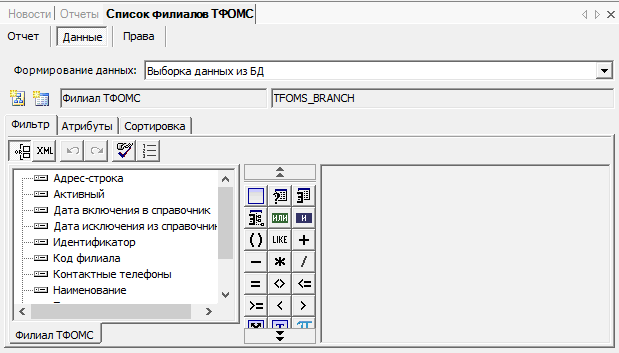 Новости Отчеты Список филиалов ТФОМС
Отчет Данные Права
Формирование данных: Выборка данных из БД
Филиал ТФОМС TFOMS_BRANCH
Фильтр Атрибуты Сортировка
XML
Адрес-строка
Активный
Дата включения в справочник
Дата исключения из справочни
Идентификатор
Код филиала
Контактные телефоны
Наименование
Филиал ТФОМС
?
ИЛИ И
( ) LIKE +
− * /
= <> <=
>= < >
T π